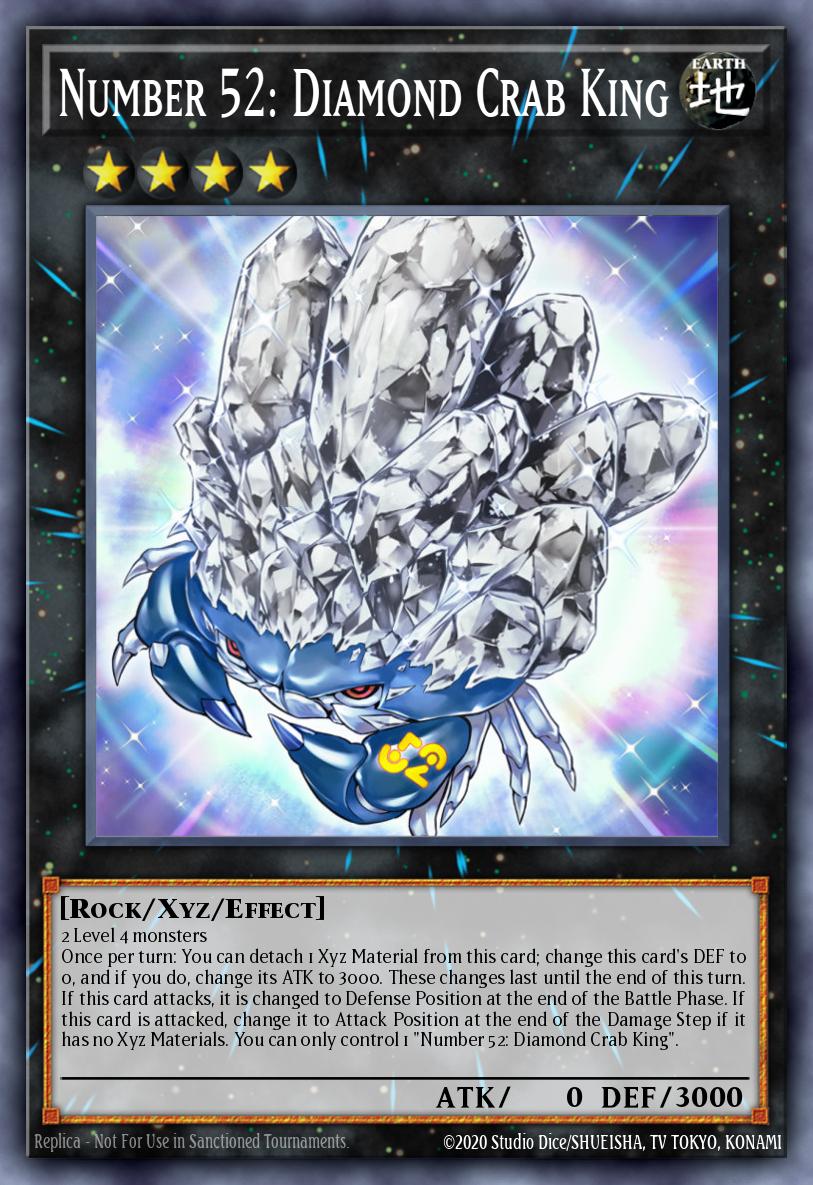 Number 52: Diamond Crab King
EARTH
地
52
[Rock/Xyz/Effect]
2 Level 4 monsters
Once per turn: You can detach 1 Xyz Material from this card; change this card's DEF to
0, and if you do, change its ATK to 3000. These changes last until the end of this turn.
If this card attacks, it is changed to Defense Position at the end of the Battle Phase. If
this card is attacked, change it to Attack Position at the end of the Damage Step if it
has no Xyz Materials. You can only control 1 "Number 52: Diamond Crab King".
ATK/ 0 DEF/3000
Replica - Not For Use in Sanctioned Tournaments.
©2020 Studio Dice/SHUEISHA, TV TOKYO, KONAMI